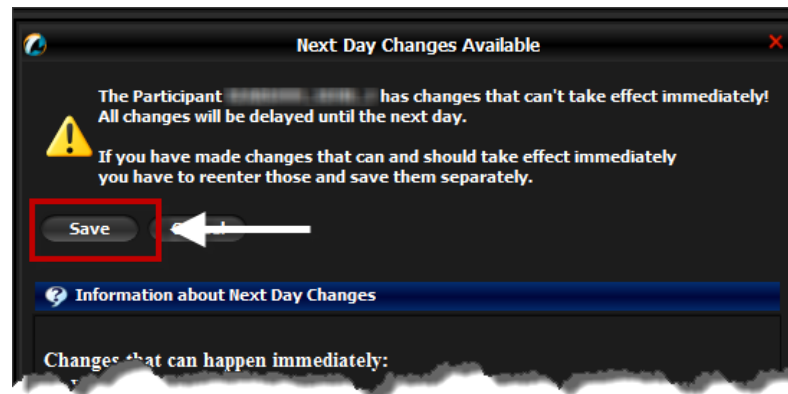 Next Day Changes Available
The Participant has changes that can't take effect immediately!
All changes will be delayed until the next day.
If you have made changes that can and should take effect immediately
you have to reenter those and save them separately.
Save
Information about Next Day Changes
Changes that can happen immediately: